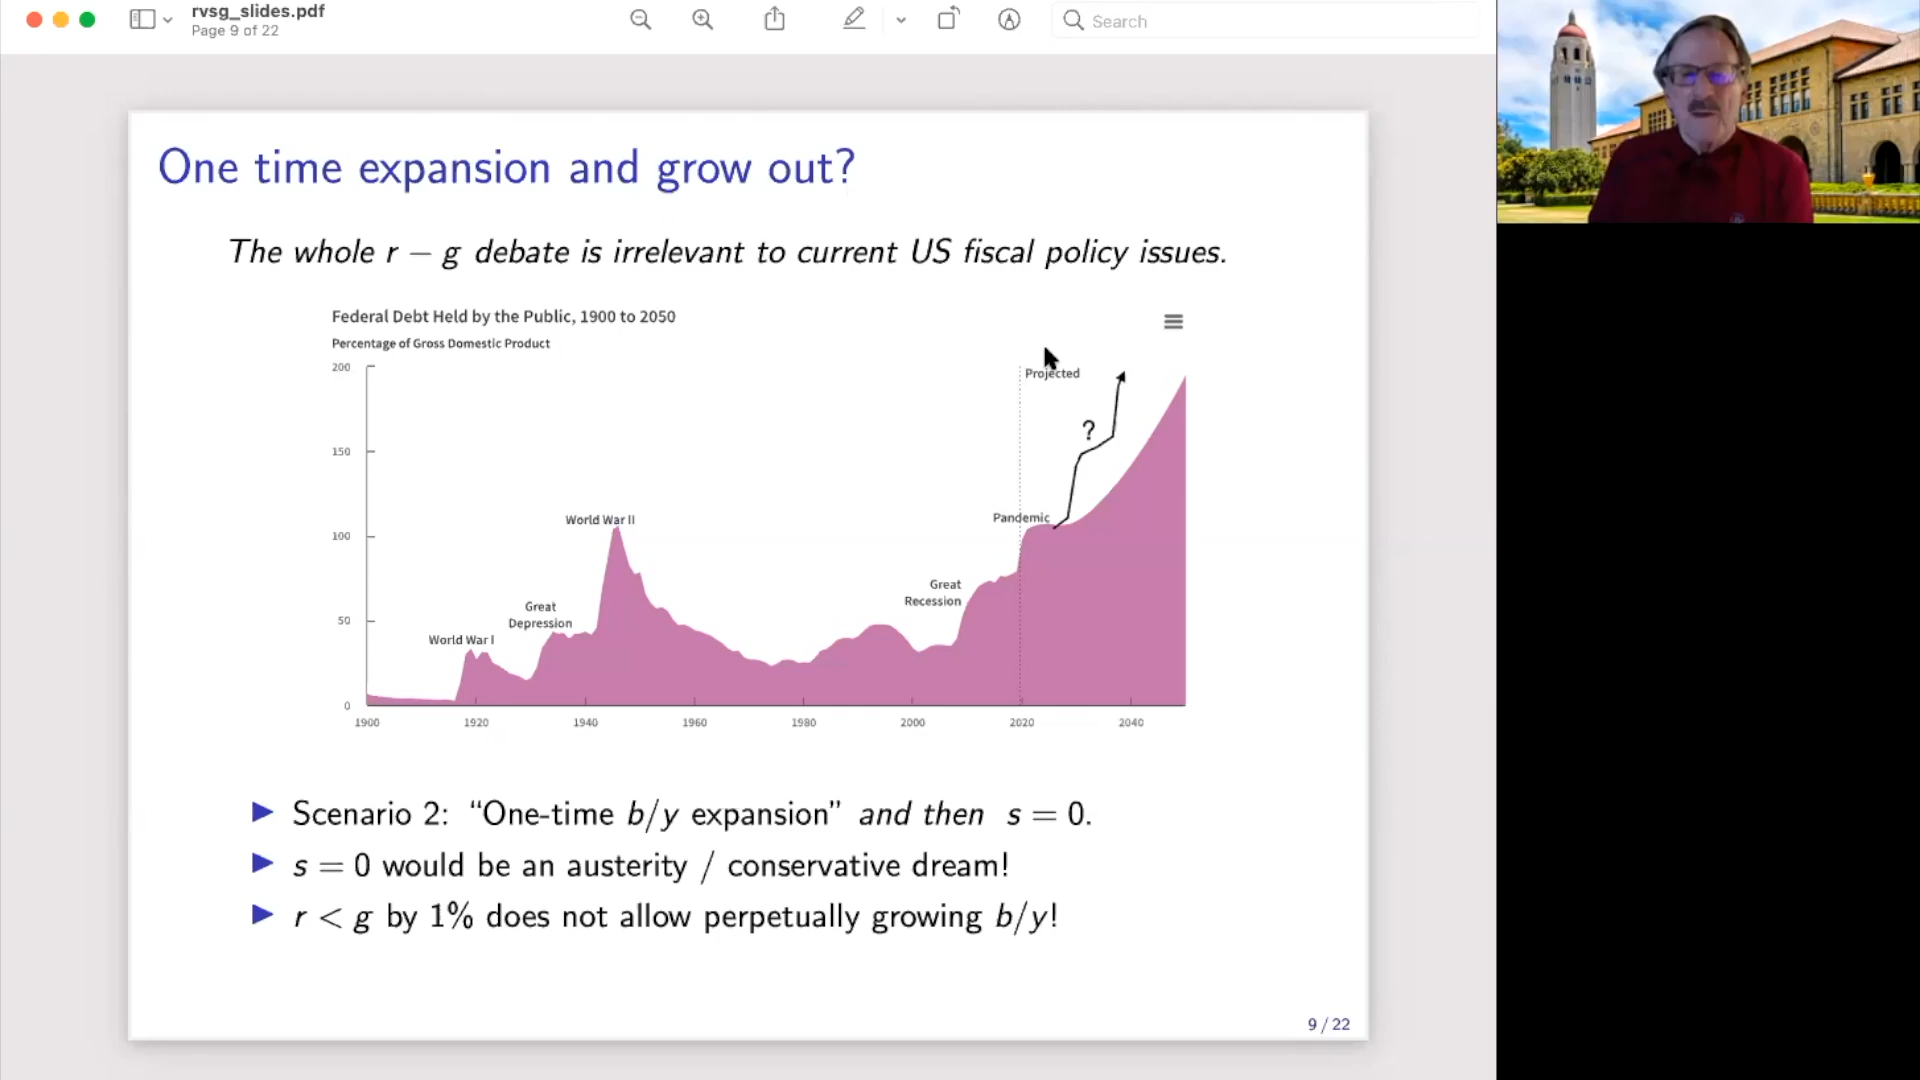 rvsg_slides.pdf
Page 9 of 22
Search
One time expansion and grow out?
The whole r − g debate is irrelevant to current US fiscal policy issues.
Federal Debt Held by the Public, 1900 to 2050
Percentage of Gross Domestic Product
200
Projected
?
150
Pandemic
World War II
100
Great
Recession
Great
Depression
50
World War I
0
1900 1920 1940 1960 1980 2000 2020 2040
▶ Scenario 2: “One-time b/y expansion” and then s = 0.
▶ s = 0 would be an austerity / conservative dream!
▶ r < g by 1% does not allow perpetually growing b/y!
9 / 22